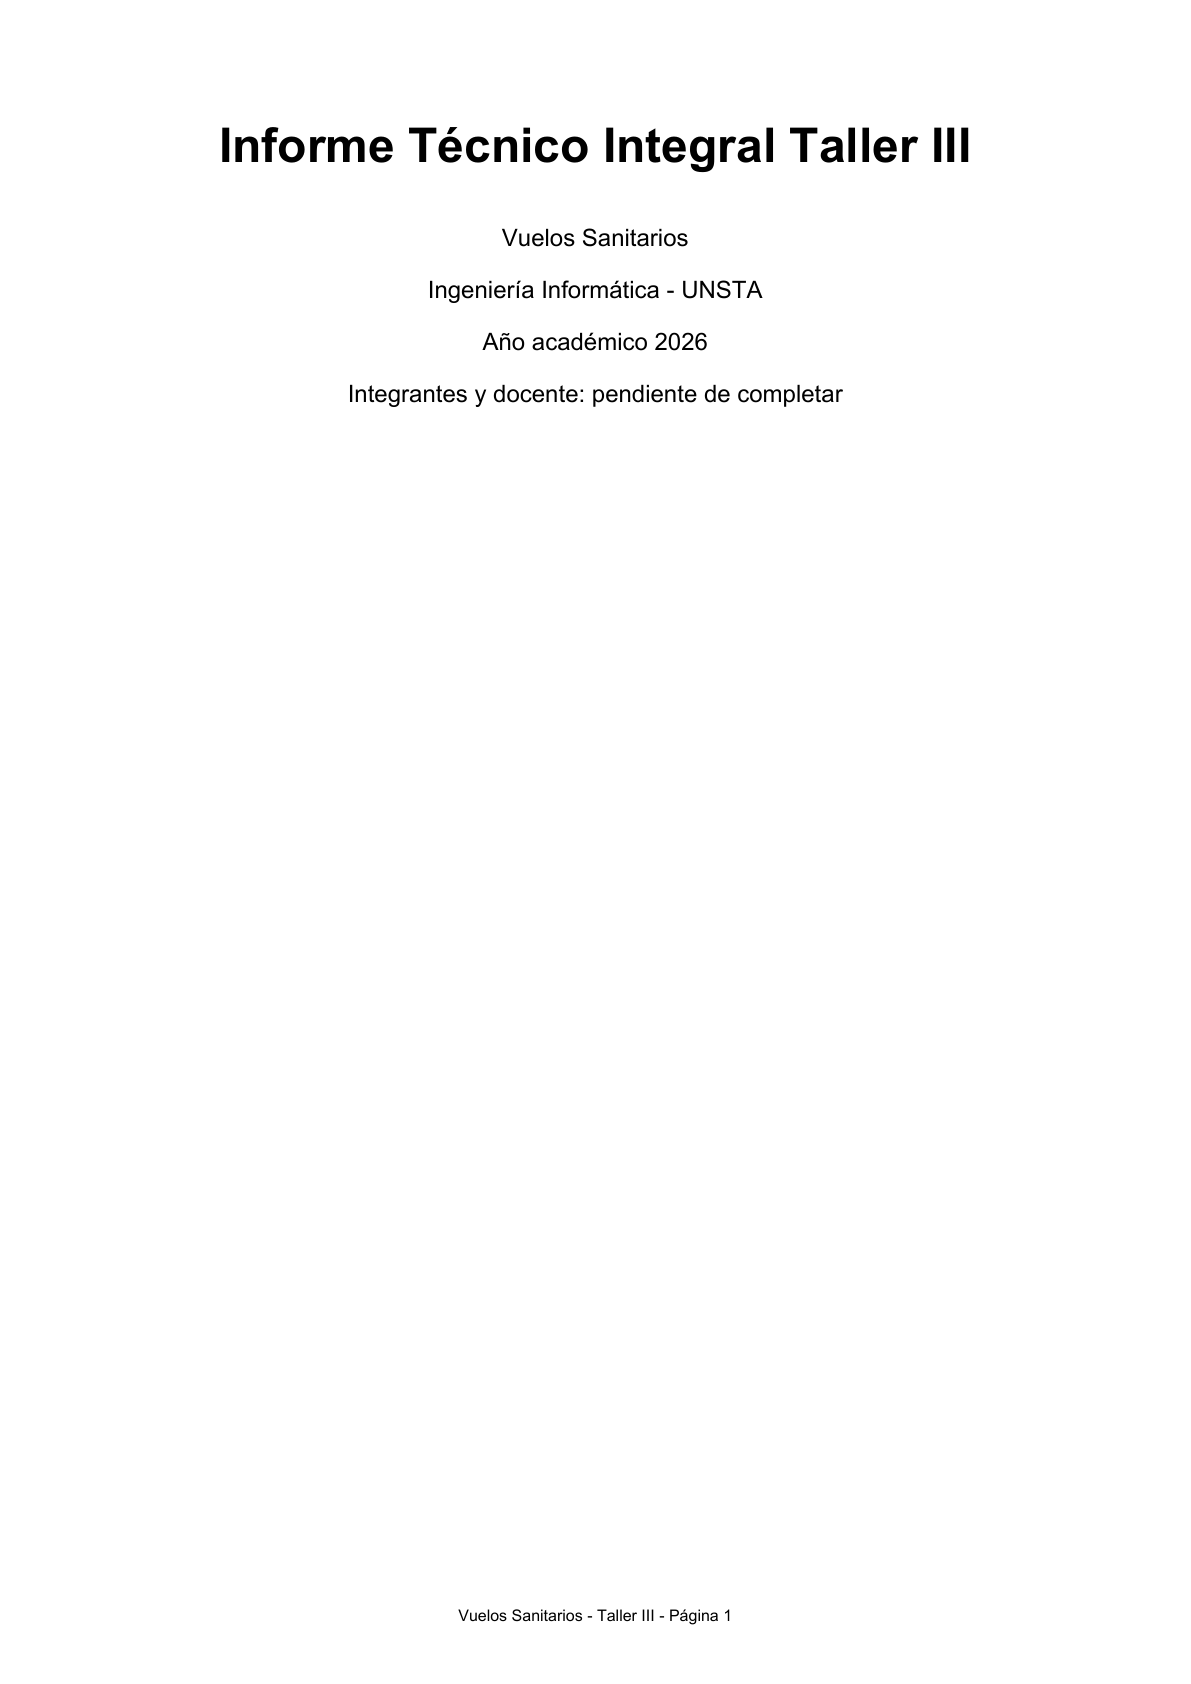 Informe Técnico Integral Taller III
Vuelos Sanitarios
Ingeniería Informática - UNSTA
Año académico 2026
Integrantes y docente: pendiente de completar
Vuelos Sanitarios - Taller III - Página 1